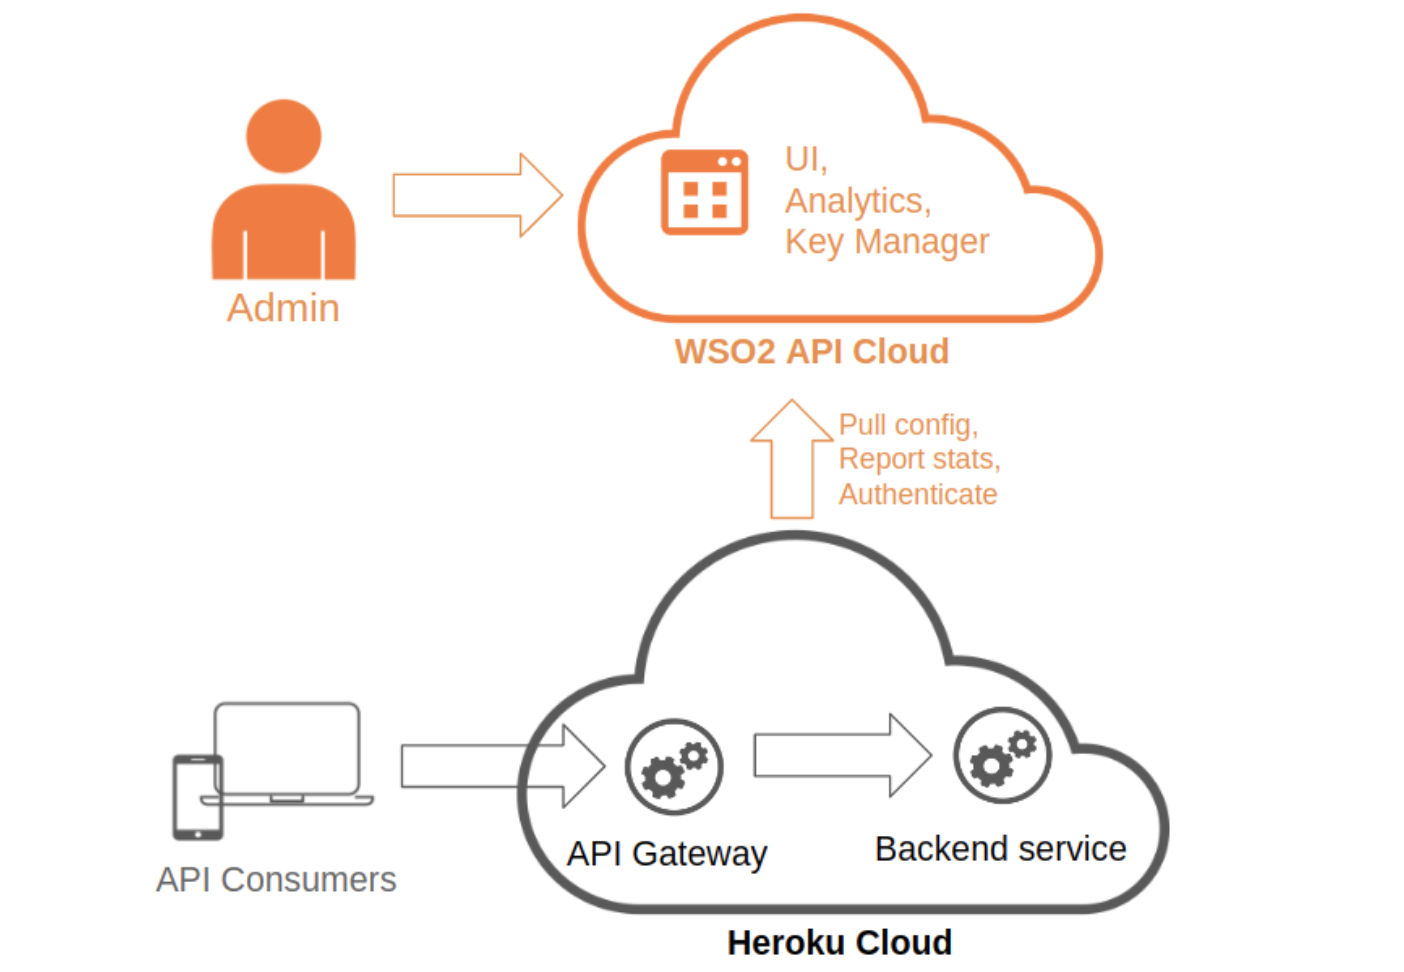 UI,
Analytics,
Key Manager
Admin
WSO2 API Cloud
Pull config,
Report stats,
Authenticate
API Gateway
Backend service
API Consumers
Heroku Cloud